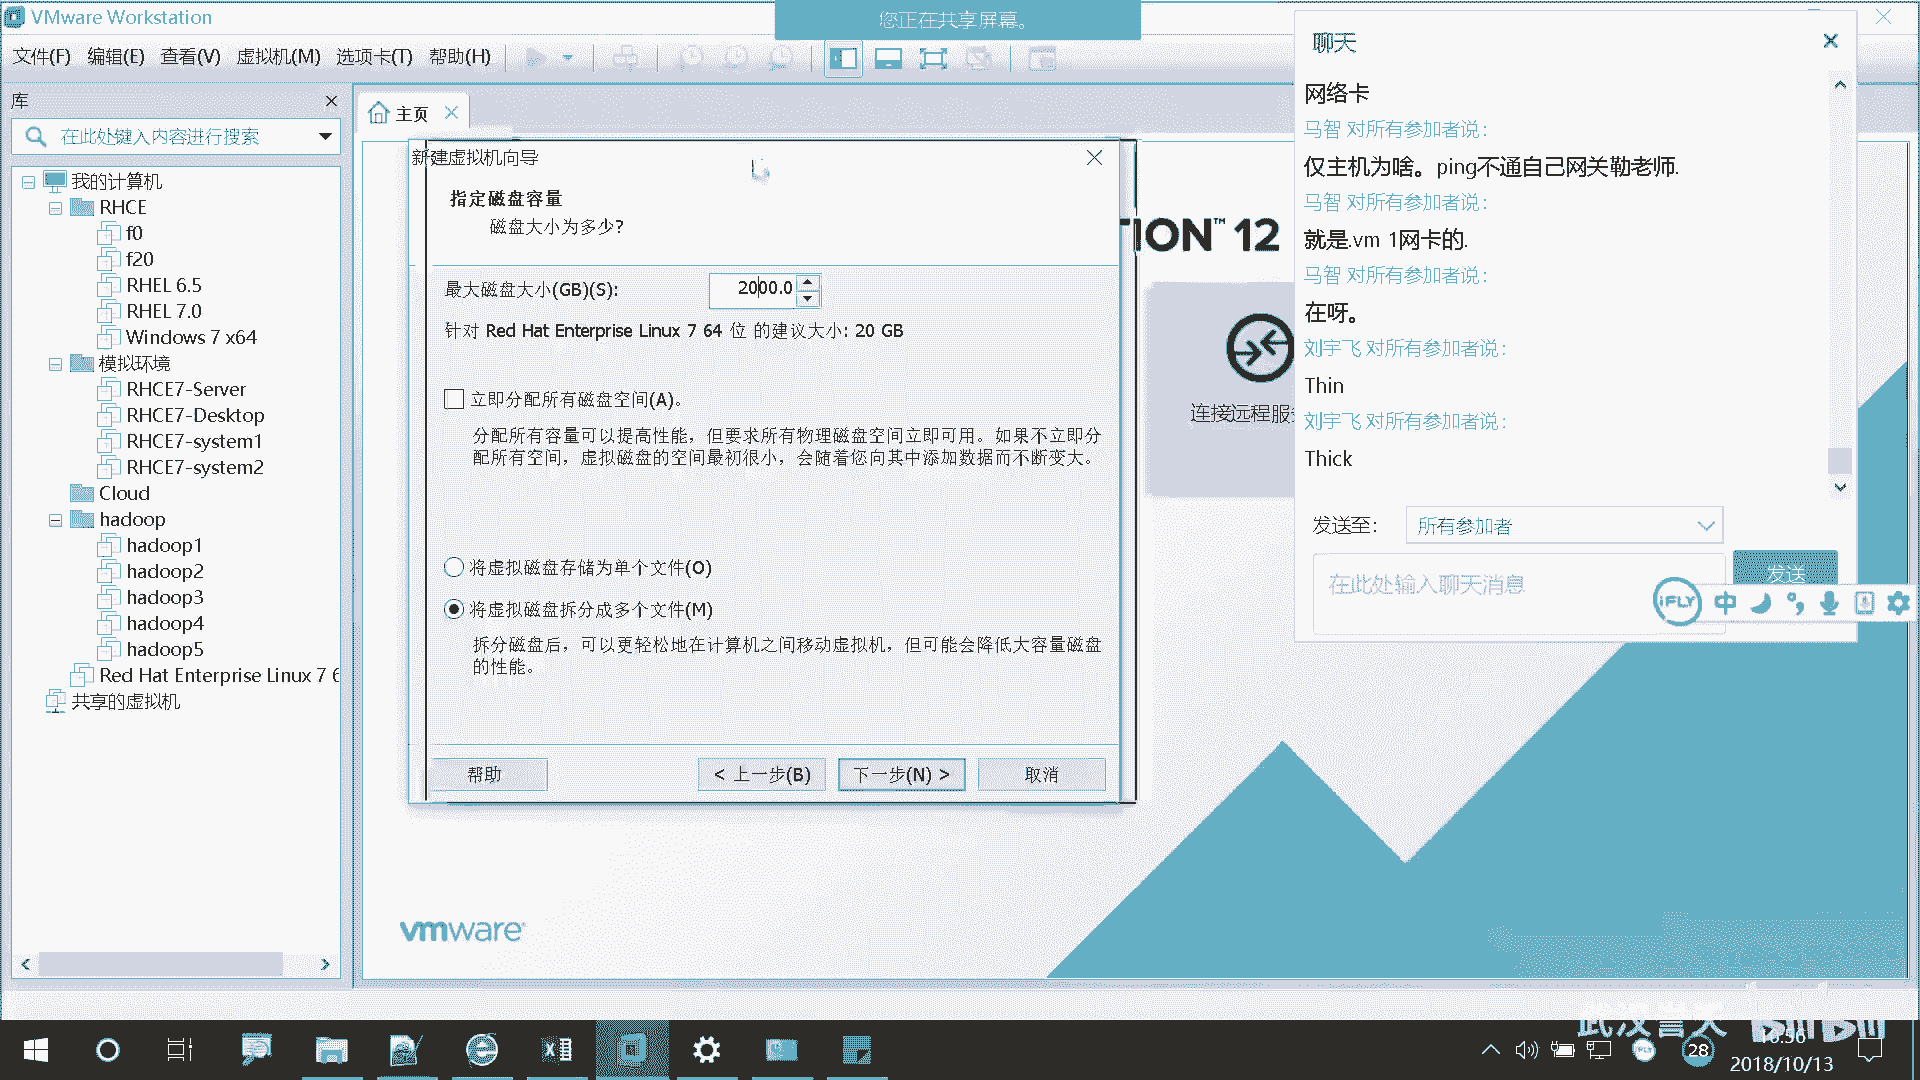 VMware Workstation
您正在共享屏幕。
文件(F) 编辑(E) 查看(V) 虚拟机(M) 选项卡(T) 帮助(H)
库
在此处键入内容进行搜索
我的计算机
RHCE
f0
f20
RHEL 6.5
RHEL 7.0
Windows 7 x64
模拟环境
RHCE7-Server
RHCE7-Desktop
RHCE7-system1
RHCE7-system2
Cloud
hadoop
hadoop1
hadoop2
hadoop3
hadoop4
hadoop5
Red Hat Enterprise Linux 7 6
共享的虚拟机
主页
新建虚拟机向导
指定磁盘容量
磁盘大小为多少?
最大磁盘大小(GB)(S):
2000.0
针对 Red Hat Enterprise Linux 7 64 位 的建议大小: 20 GB
立即分配所有磁盘空间(A)。
分配所有容量可以提高性能，但要求所有物理磁盘空间立即可用。如果不立即分
配所有空间，虚拟磁盘的空间最初很小，会随着您向其中添加数据而不断变大。
将虚拟磁盘存储为单个文件(O)
将虚拟磁盘拆分成多个文件(M)
拆分磁盘后，可以更轻松地在计算机之间移动虚拟机，但可能会降低大容量磁盘
的性能。
帮助
< 上一步(B)
下一步(N) >
取消
TION™ 12
连接远程服
vmware
聊天
网络卡
马智 对所有参加者说:
仅主机为啥。ping不通自己网关勒老师.
马智 对所有参加者说:
就是.vm 1网卡的.
马智 对所有参加者说:
在呀。
刘宇飞 对所有参加者说:
Thin
刘宇飞 对所有参加者说:
Thick
发送至:
所有参加者
在此处输入聊天消息
发送
iFLY 中
武汉誉天
bilibili
28
16:56
2018/10/13